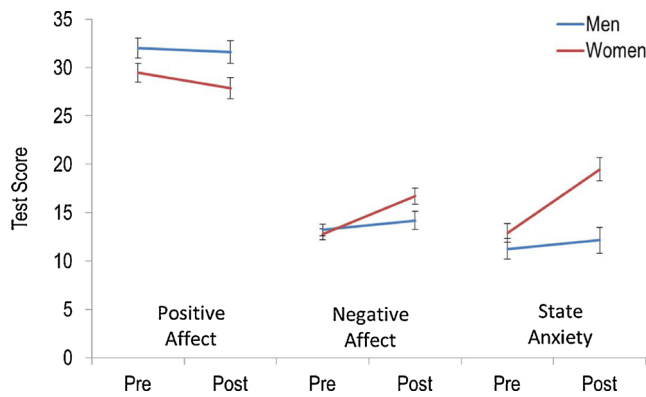 35
30
25
20
15
10
5
0
Test Score
Men
Women
Positive Affect
Negative Affect
State Anxiety
Pre Post Pre Post Pre Post